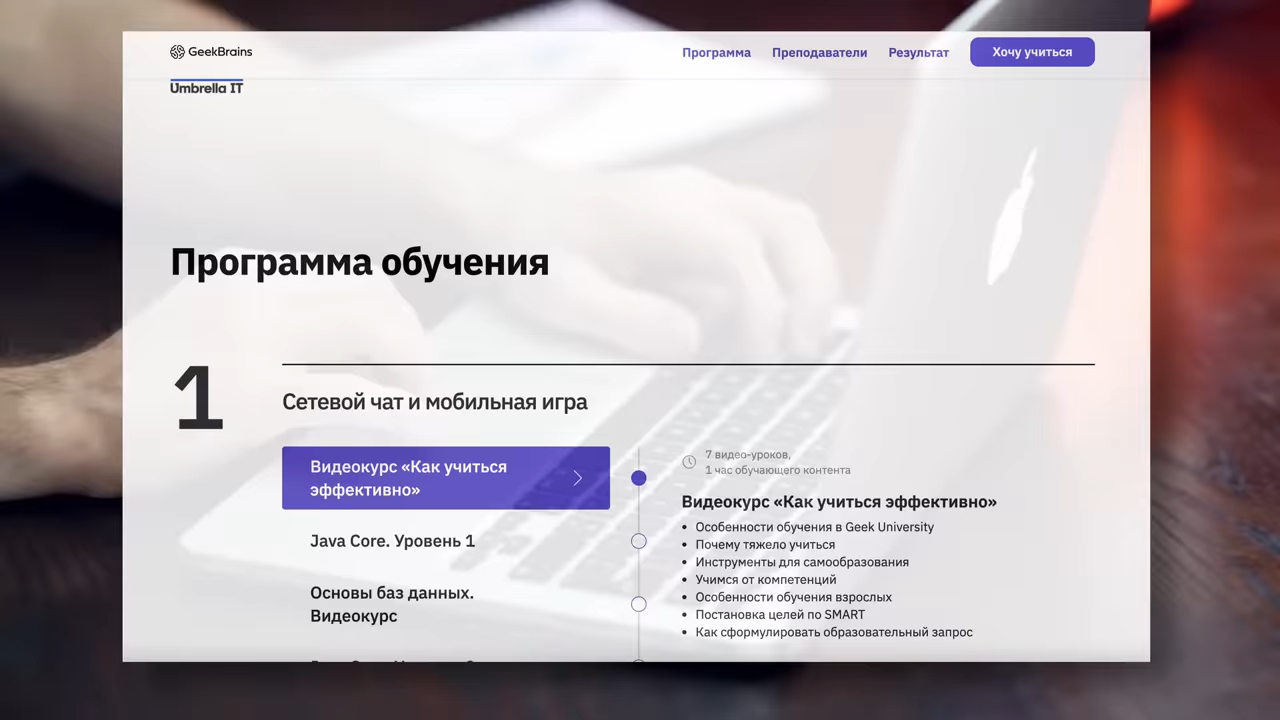 GeekBrains
Программа
Преподаватели
Результат
Хочу учиться
Umbrella IT
Программа обучения
1
Сетевой чат и мобильная игра
Видеокурс «Как учиться
эффективно»
Java Core. Уровень 1
Основы баз данных.
Видеокурс
7 видео-уроков,
1 час обучающего контента
Видеокурс «Как учиться эффективно»
• Особенности обучения в Geek University
• Почему тяжело учиться
• Инструменты для самообразования
• Учимся от компетенций
• Особенности обучения взрослых
• Постановка целей по SMART
• Как сформулировать образовательный запрос